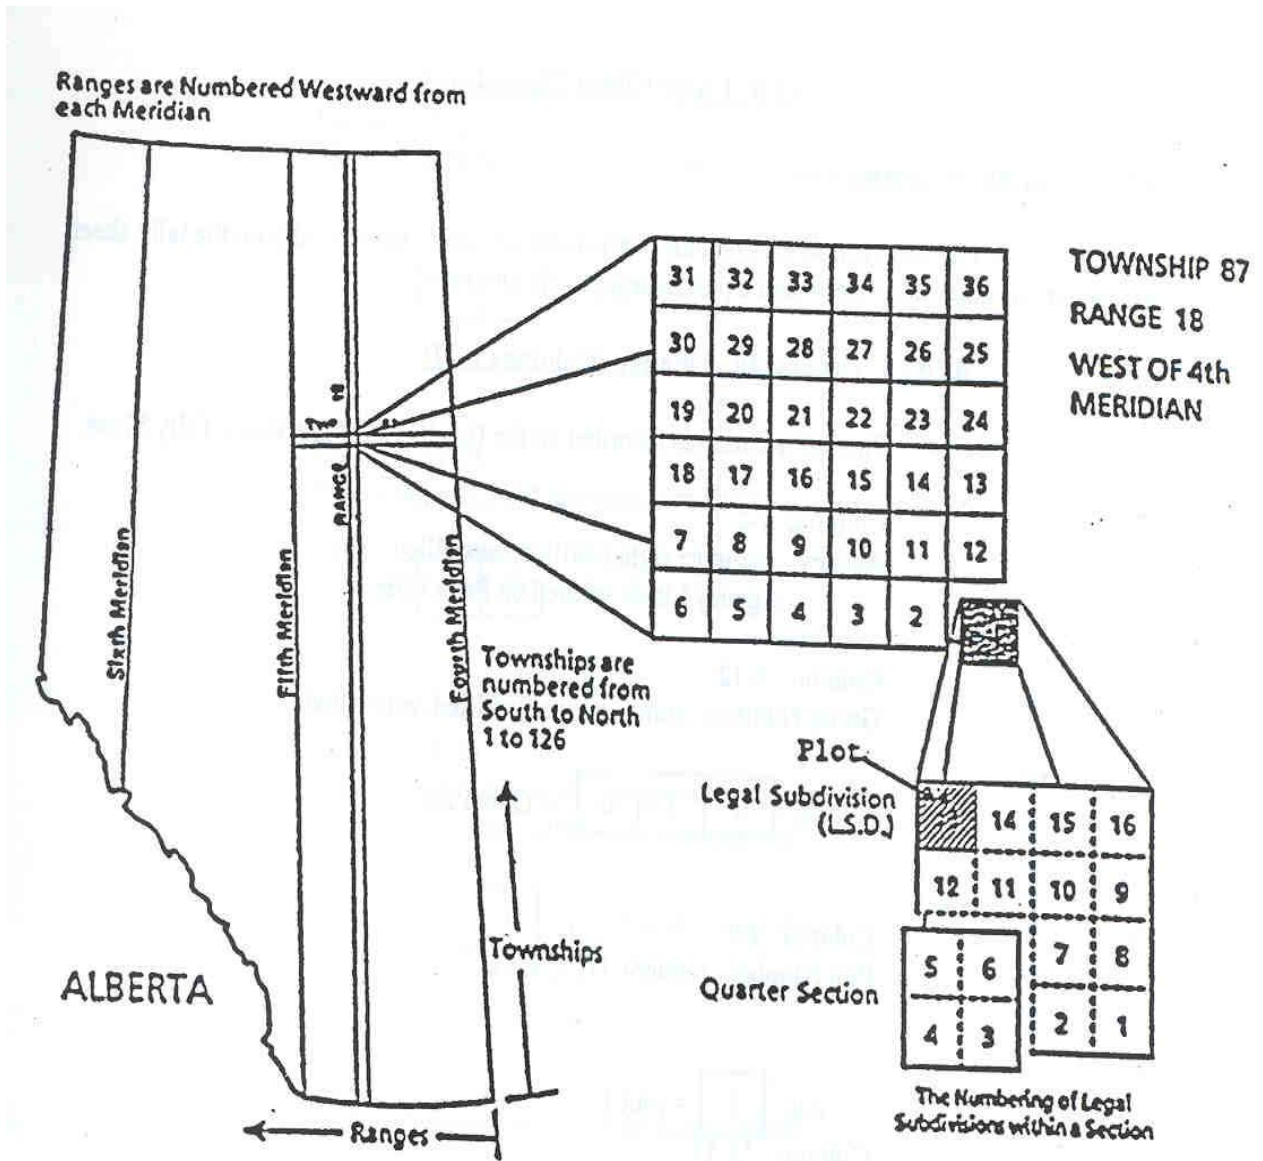 Ranges are Numbered Westward from
each Meridian
TOWNSHIP 87
RANGE 18
WEST OF 4th
MERIDIAN
31 32 33 34 35 36
30 29 28 27 26 25
19 20 21 22 23 24
18 17 16 15 14 13
7 8 9 10 11 12
6 5 4 3 2
RANGE
18
Sixth Meridian
Fifth Meridian
Fourth Meridian
Townships are
numbered from
South to North
1 to 126
Plot
Legal Subdivision
(L.S.D.)
14 15 16
12 11 10 9
5 6 7 8
4 3 2 1
Quarter Section
The Numbering of Legal
Subdivisions within a Section
Townships
Ranges
ALBERTA